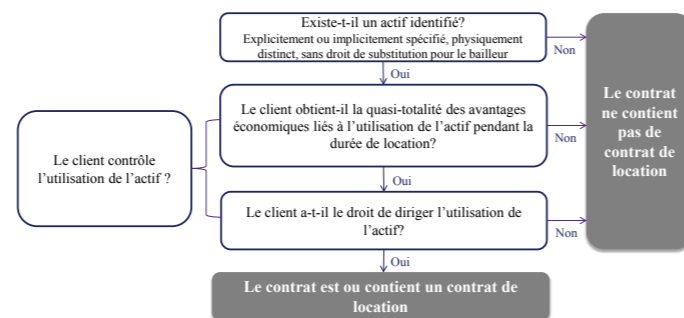 Existe-t-il un actif identifié?
Explicitement ou implicitement spécifié, physiquement
distinct, sans droit de substitution pour le bailleur
Non
Oui
Le contrat
ne contient
pas de
contrat de
location
Le client obtient-il la quasi-totalité des avantages
économiques liés à l’utilisation de l’actif pendant la
durée de location?
Non
Le client contrôle
l’utilisation de l’actif ?
Oui
Le client a-t-il le droit de diriger l’utilisation de
l’actif?
Non
Oui
Le contrat est ou contient un contrat de
location